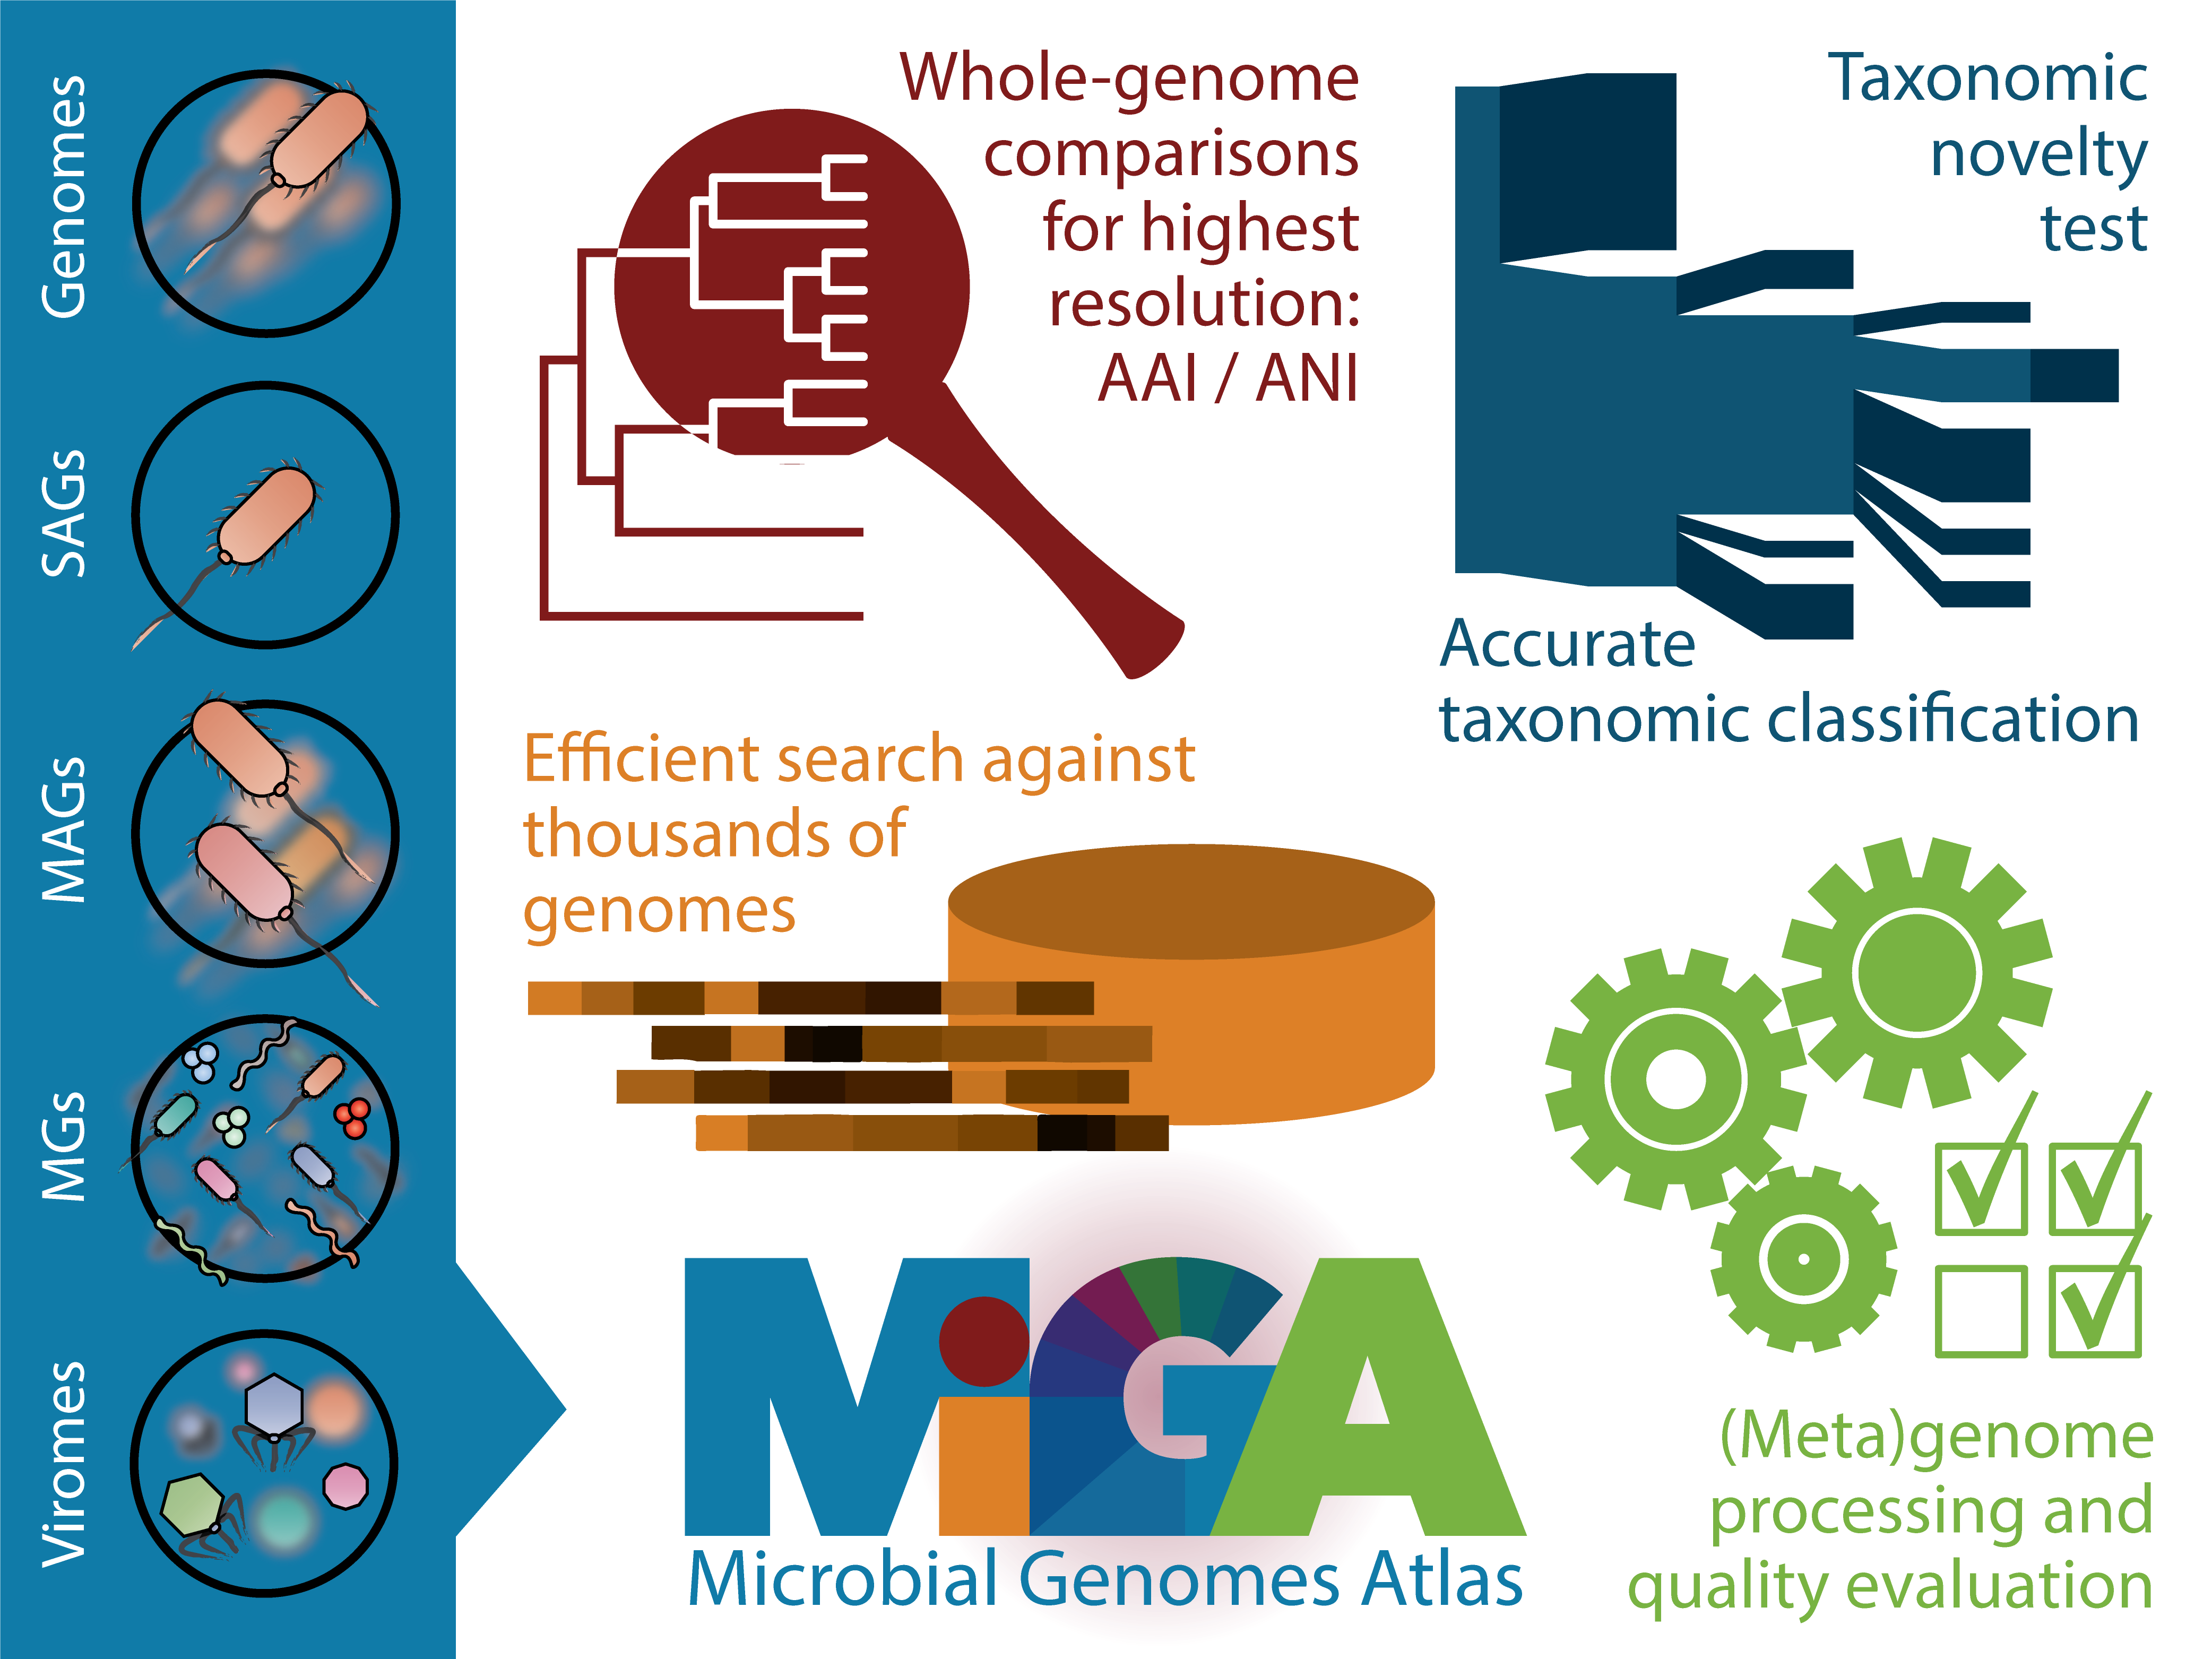 Genomes
SAGs
MAGs
MGs
Viromes
Whole-genome
comparisons
for highest
resolution:
AAI / ANI
Taxonomic
novelty
test
Accurate
taxonomic classification
Efficient search against
thousands of
genomes
MiGA
Microbial Genomes Atlas
(Meta)genome
processing and
quality evaluation